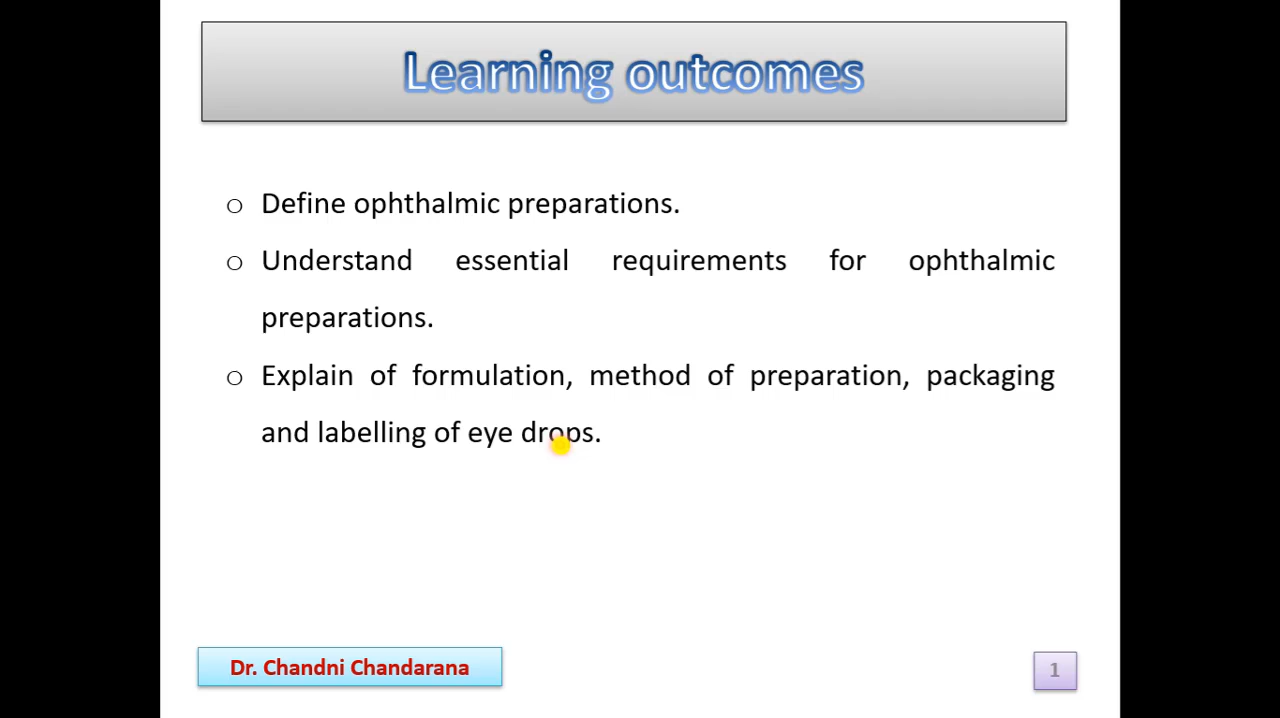 Learning outcomes
o Define ophthalmic preparations.
o Understand essential requirements for ophthalmic
preparations.
o Explain of formulation, method of preparation, packaging
and labelling of eye drops.
Dr. Chandni Chandarana
1